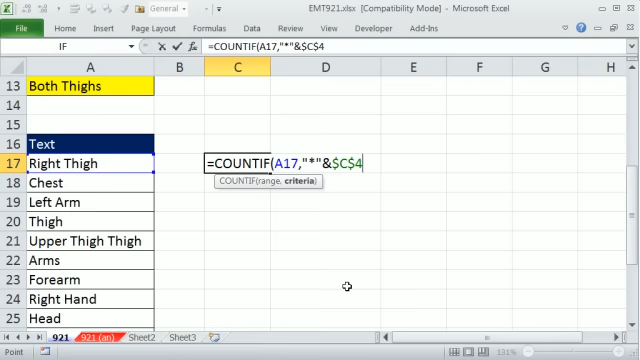 EMT921.xlsx [Compatibility Mode] - Microsoft Excel
General
File Home Insert Page Layout Formulas Data Review View Developer Add-Ins
IF =COUNTIF(A17,"*"&$C$4
A B C D E F G H
13 Both Thighs
14
15
16 Text
17 Right Thigh =COUNTIF(A17,"*"&$C$4
COUNTIF(range, criteria)
18 Chest
19 Left Arm
20 Thigh
21 Upper Thigh Thigh
22 Arms
23 Forearm
24 Right Hand
25 Head
921 921 (an) Sheet2 Sheet3
Point 131%